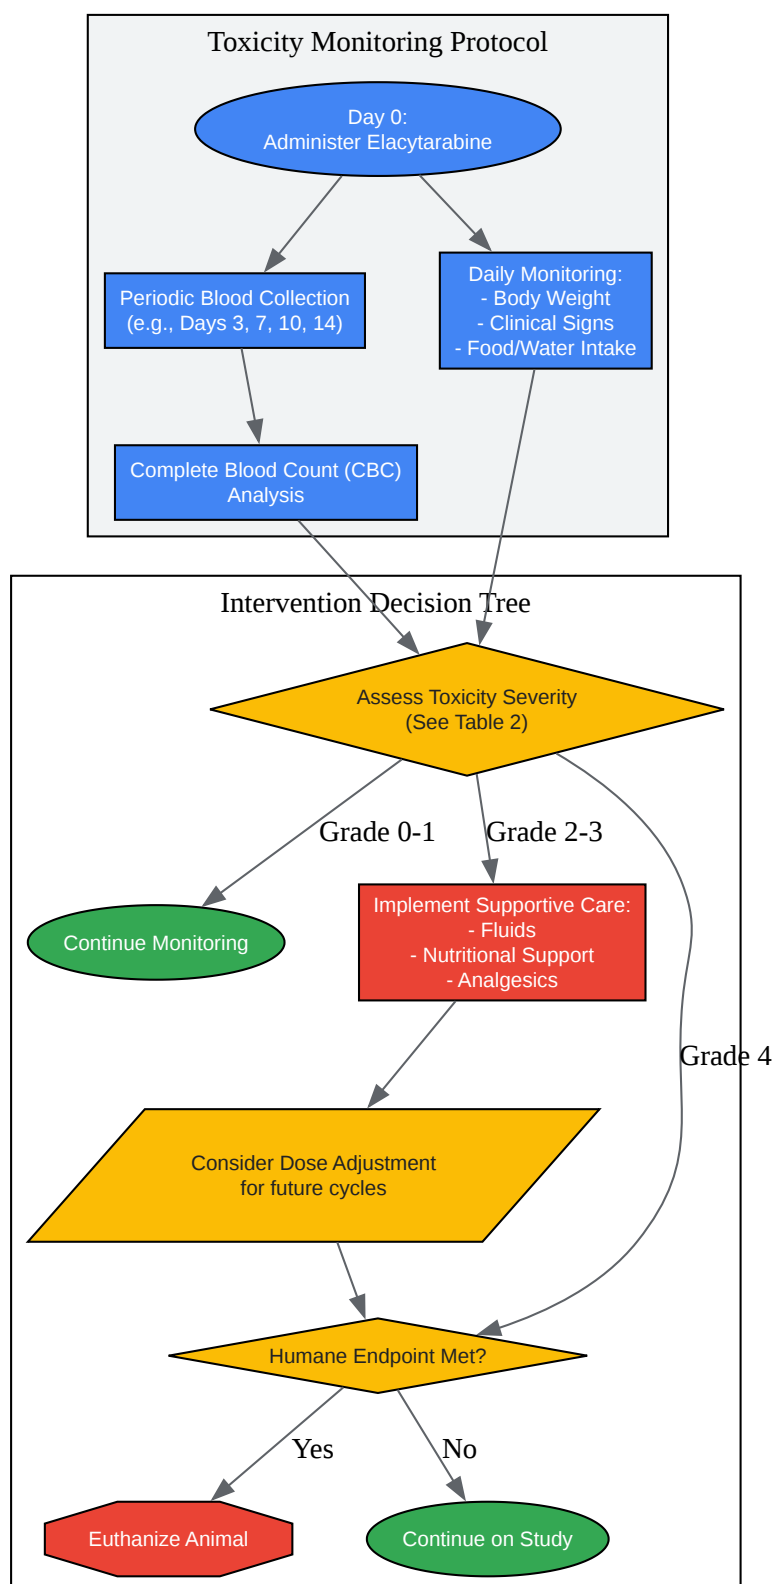 Toxicity Monitoring Protocol
Day 0:
Administer Elacytarabine
Periodic Blood Collection
(e.g., Days 3, 7, 10, 14)
Daily Monitoring:
- Body Weight
- Clinical Signs
- Food/Water Intake
Complete Blood Count (CBC)
Analysis
Intervention Decision Tree
Assess Toxicity Severity
(See Table 2)
Grade 0-1
Grade 2-3
Continue Monitoring
Implement Supportive Care:
- Fluids
- Nutritional Support
- Analgesics
Grade 4
Consider Dose Adjustment
for future cycles
Humane Endpoint Met?
Yes
No
Euthanize Animal
Continue on Study